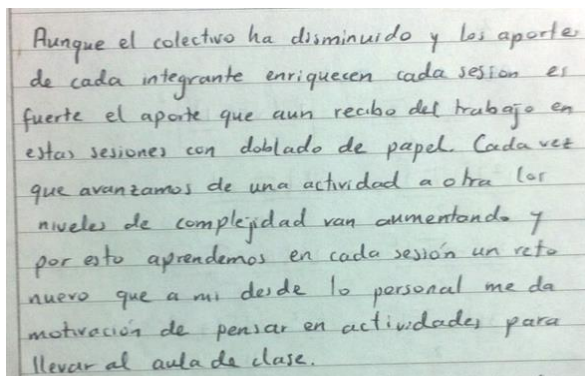 Aunque el colectivo ha disminuido y los aportes
de cada integrante enriquecen cada sesion es
fuerte el aporte que aun recibo del trabajo en
estas sesiones con doblado de papel. Cada vez
que avanzamos de una actividad a otra los
niveles de complejidad van aumentando y
por esto aprendemos en cada sesión un reto
nuevo que a mi desde lo personal me da
motivación de pensar en actividades para
llevar al aula de clase.